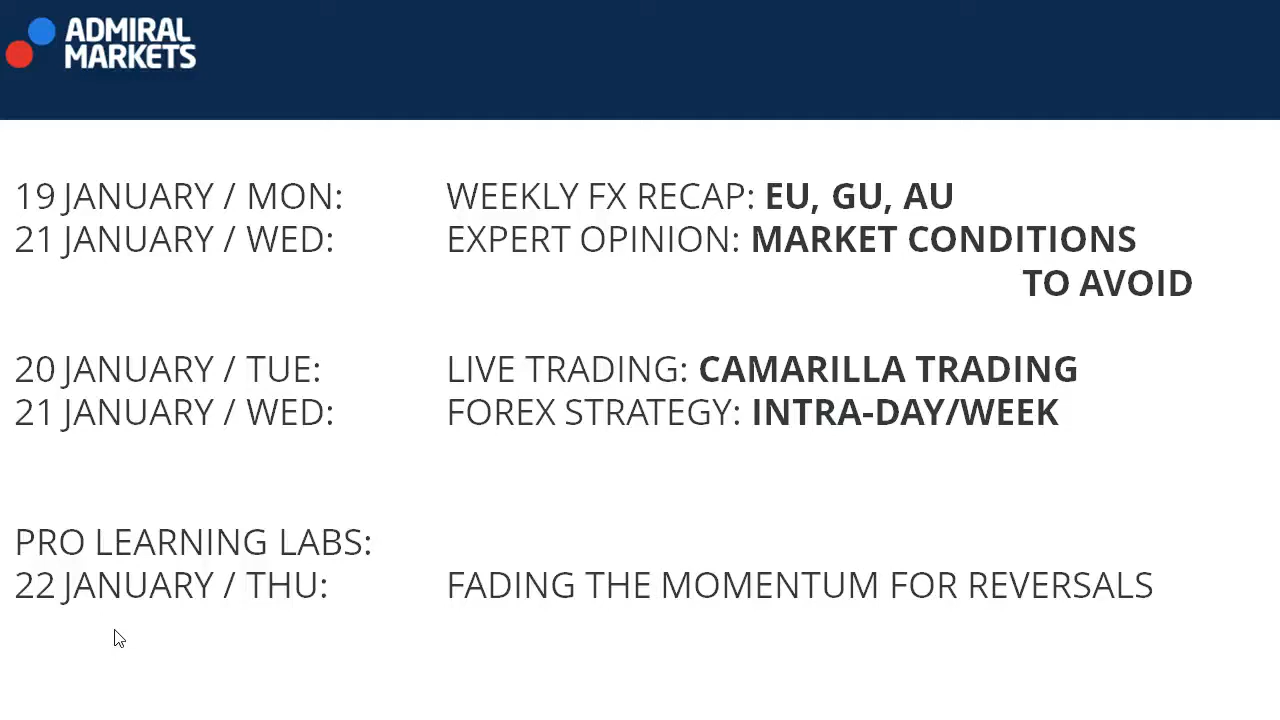 ADMIRAL
MARKETS
19 JANUARY / MON: WEEKLY FX RECAP: EU, GU, AU
21 JANUARY / WED: EXPERT OPINION: MARKET CONDITIONS
TO AVOID
20 JANUARY / TUE: LIVE TRADING: CAMARILLA TRADING
21 JANUARY / WED: FOREX STRATEGY: INTRA-DAY/WEEK
PRO LEARNING LABS:
22 JANUARY / THU: FADING THE MOMENTUM FOR REVERSALS